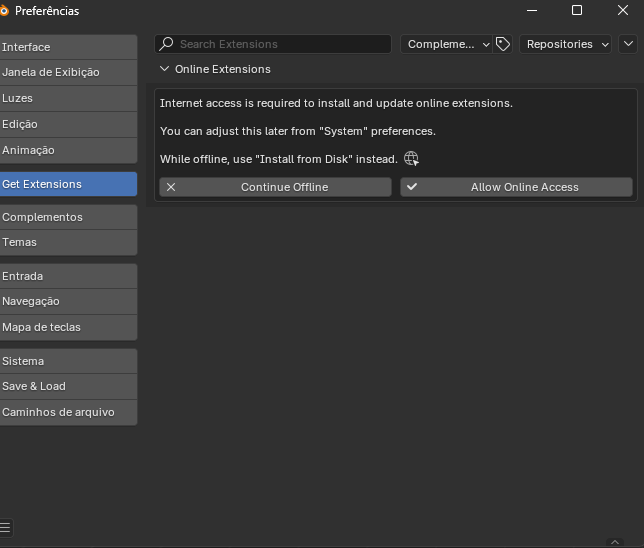 Preferências
Interface
Janela de Exibição
Luzes
Edição
Animação
Get Extensions
Complementos
Temas
Entrada
Navegação
Mapa de teclas
Sistema
Save & Load
Caminhos de arquivo
Search Extensions
Compleme...
Repositories
Online Extensions
Internet access is required to install and update online extensions.
You can adjust this later from "System" preferences.
While offline, use "Install from Disk" instead.
Continue Offline
Allow Online Access